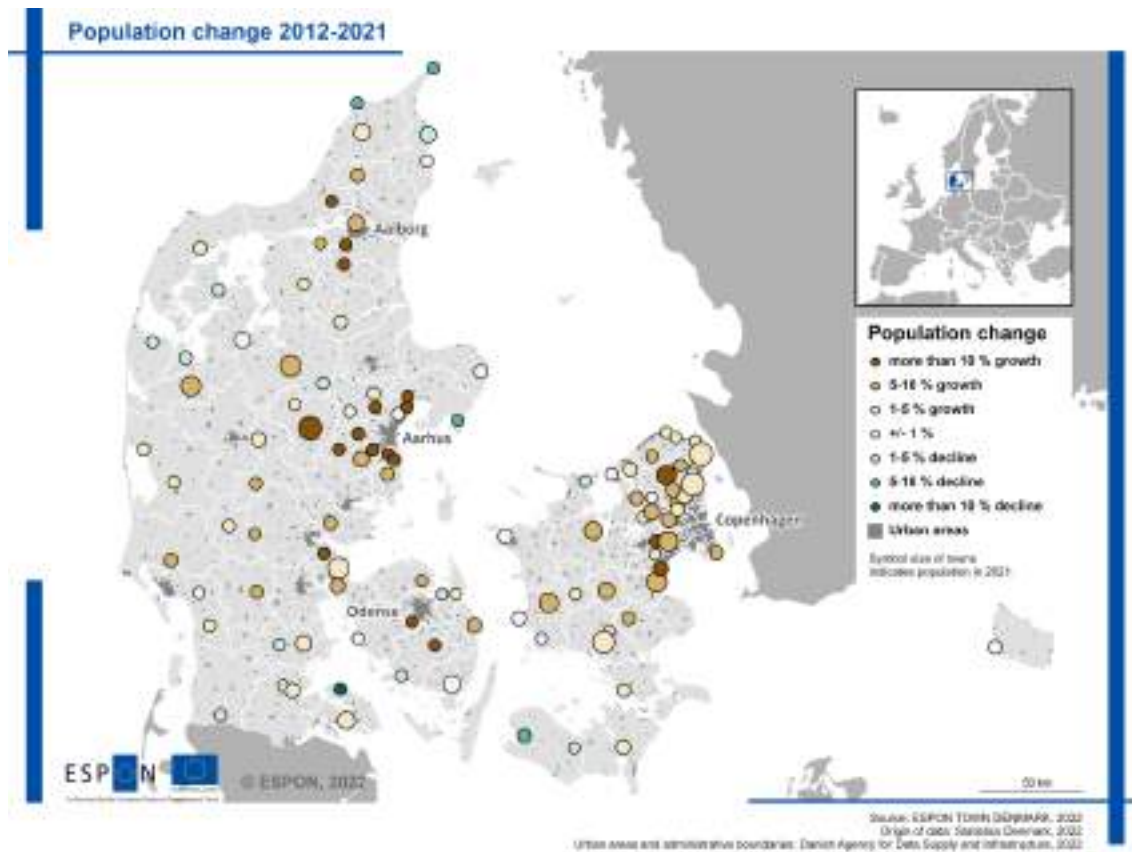 Population change 2012-2021
Aalborg
Aarhus
Copenhagen
Odense
Population change
more than 10 % growth
5-10 % growth
1-5 % growth
+/- 1 %
1-5 % decline
5-10 % decline
more than 10 % decline
Urban areas
Symbol size of towns
indicates population in 2021
ESPON
© ESPON, 2022
50 km
Source: ESPON TOWN DENMARK, 2022
Origin of data: Statistics Denmark, 2022
Urban areas and administrative boundaries: Danish Agency for Data Supply and Infrastructure, 2022